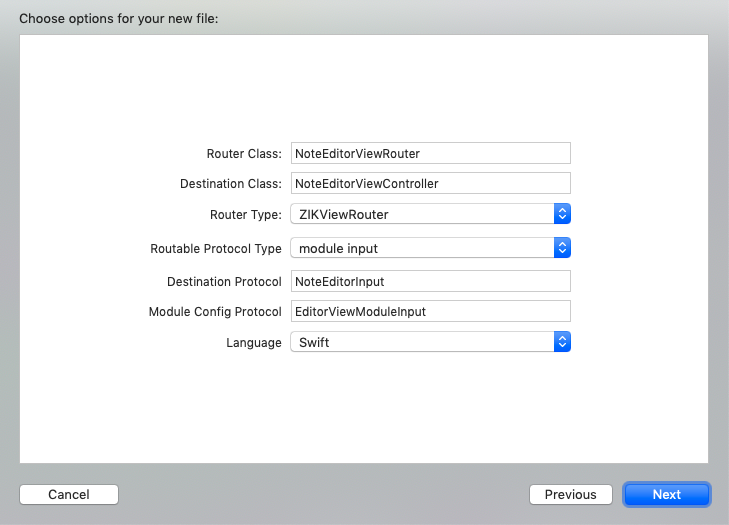 Choose options for your new file:
Router Class: NoteEditorViewRouter
Destination Class: NoteEditorViewController
Router Type: ZIKViewRouter
Routable Protocol Type module input
Destination Protocol NoteEditorInput
Module Config Protocol EditorViewModuleInput
Language Swift
Cancel Previous Next